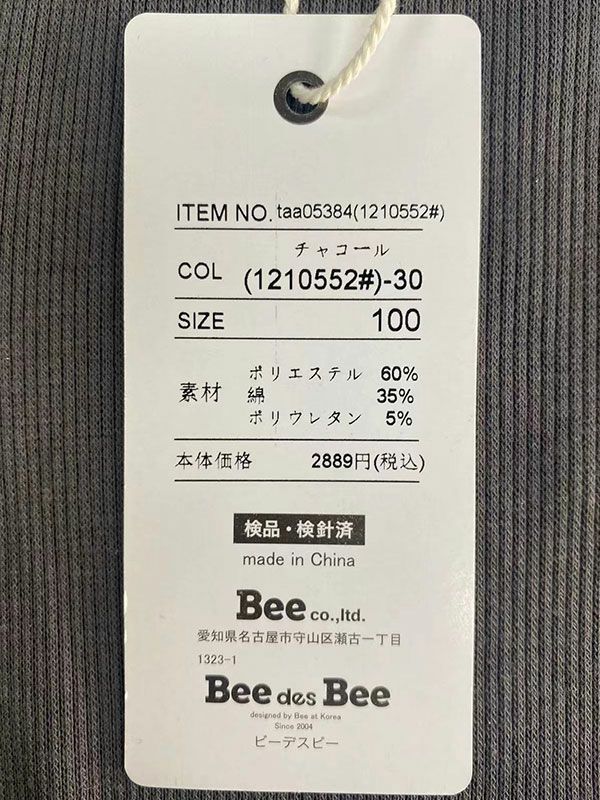 ITEM NO. taa05384(1210552#)
チャコール
COL (1210552#)-30
SIZE 100
ポリエステル 60%
素材 綿 35%
ポリウレタン 5%
本体価格 2889円(税込)
検品・検針済
made in China
Bee co.,ltd.
愛知県名古屋市守山区瀬古一丁目
1323-1
Bee des Bee
designed by Bee at Korea
Since 2004
ビーデスビー